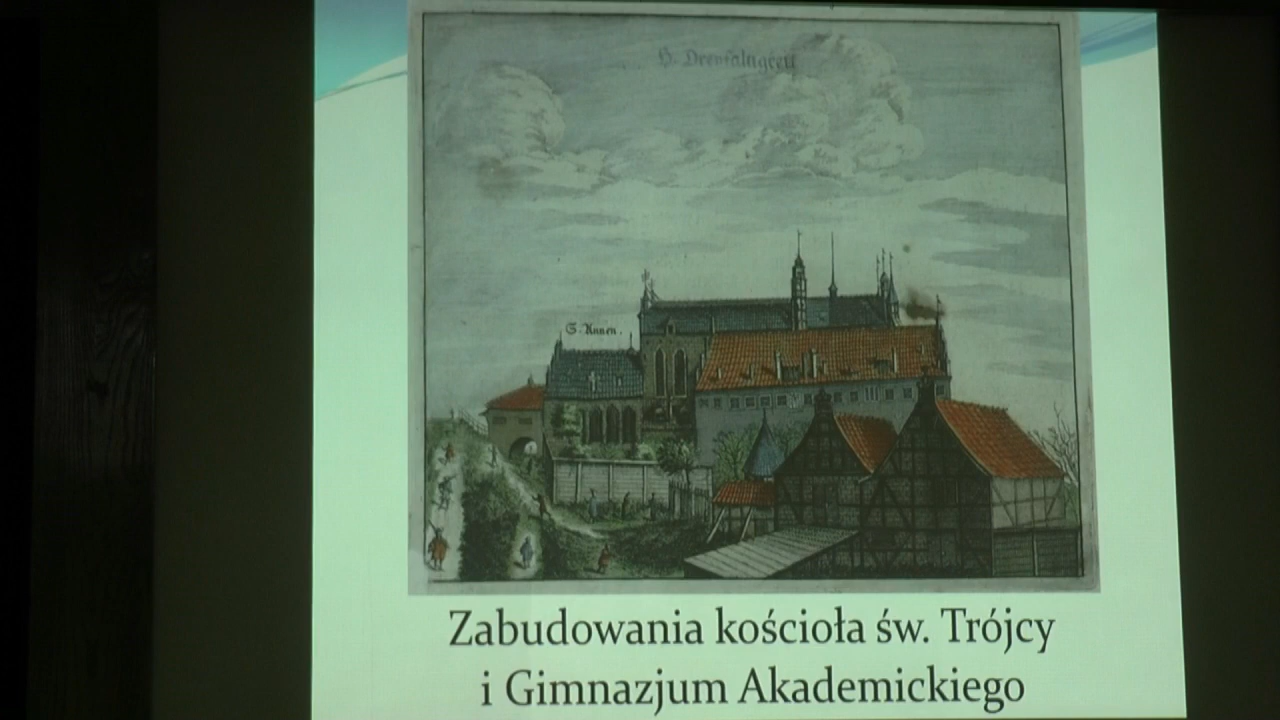 H. Dreyfaltigkeit
S. Annen.
Zabudowania kościoła św. Trójcy
i Gimnazjum Akademickiego